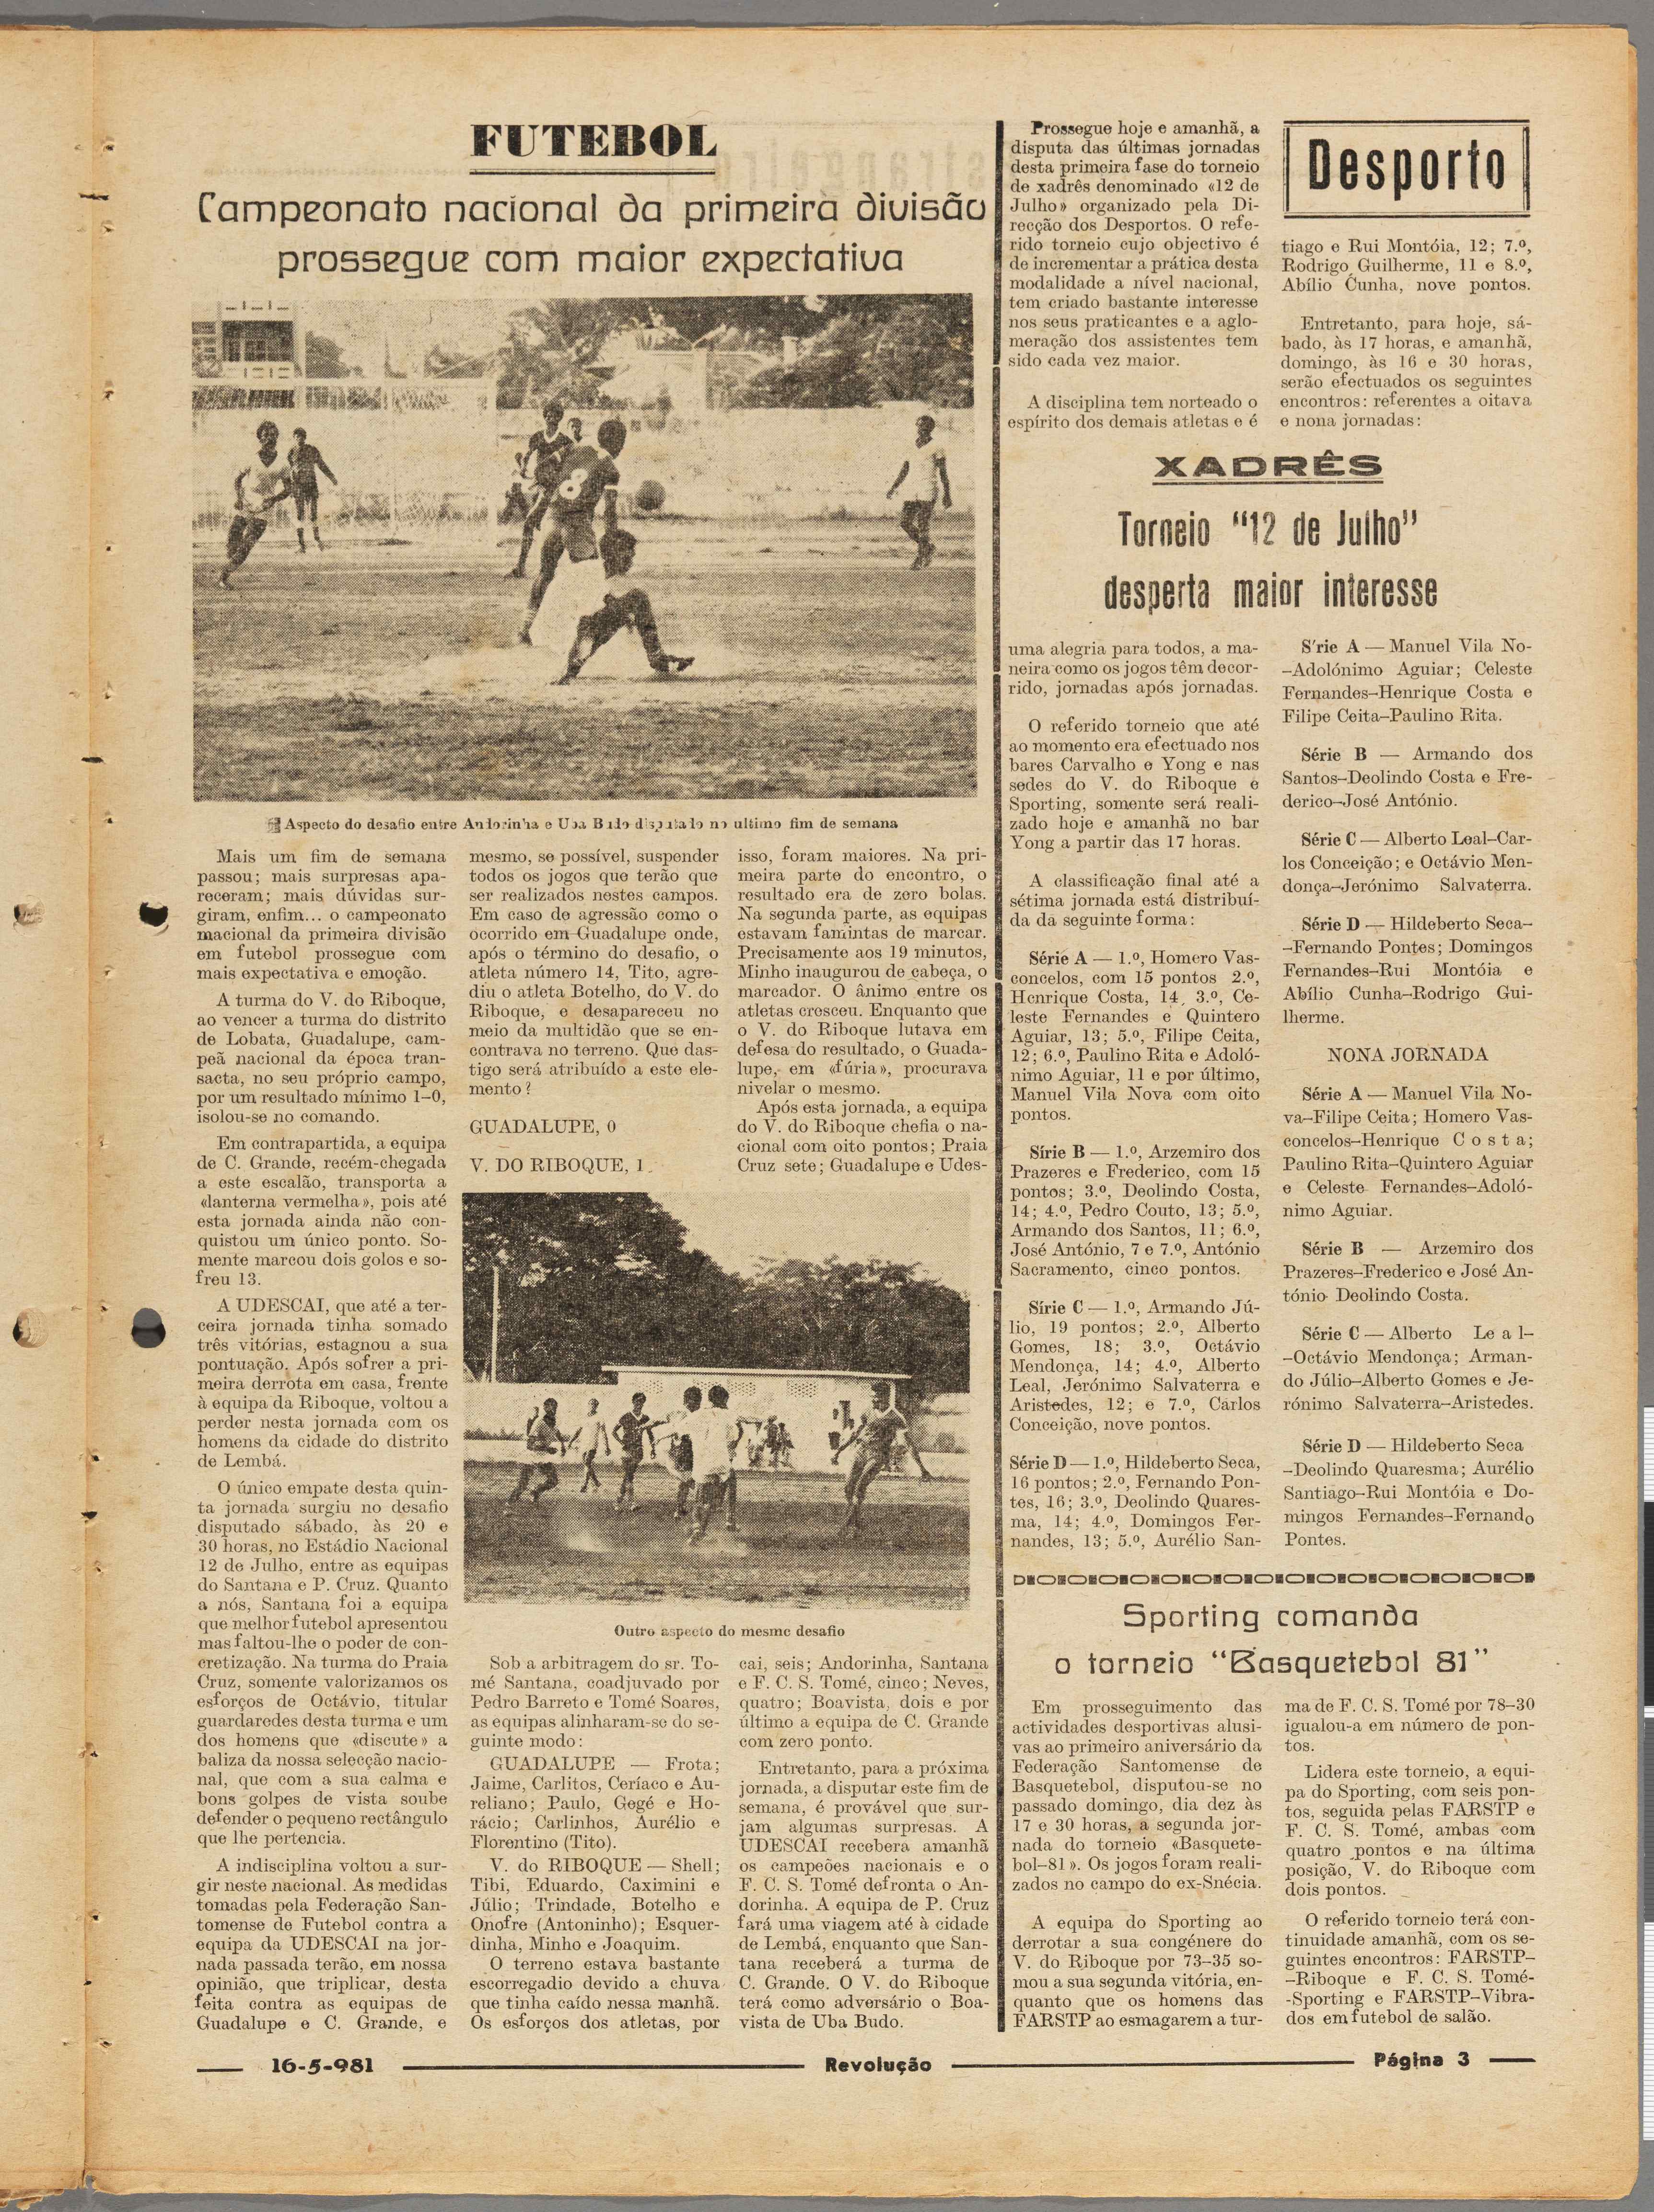 FUTEBOL
Campeonato nacional da primeira divisão
prossegue com maior expectativa
Aspecto do desafio entre Andorinha e Uba Budo disputado no ultimo fim de semana
Mais um fim de semana
passou; mais surpresas apa-
receram; mais dúvidas sur-
giram, enfim... o campeonato
macional da primeira divisão
em futebol prossegue com
mais expectativa e emoção.
A turma do V. do Riboque,
ao vencer a turma do distrito
de Lobata, Guadalupe, cam-
peã nacional da época tran-
sacta, no seu próprio campo,
por um resultado mínimo 1-0,
isolou-se no comando.
Em contrapartida, a equipa
de C. Grande, recém-chegada
a este escalão, transporta a
«lanterna vermelha», pois até
esta jornada ainda não con-
quistou um único ponto. So-
mente marcou dois golos e so-
freu 13.
A UDESCAI, que até a ter-
ceira jornada tinha somado
três vitórias, estagnou a sua
pontuação. Após sofrer a pri-
meira derrota em casa, frente
à equipa da Riboque, voltou a
perder nesta jornada com os
homens da cidade do distrito
de Lembá.
O único empate desta quin-
ta jornada surgiu no desafio
disputado sábado, às 20 e
30 horas, no Estádio Nacional
12 de Julho, entre as equipas
do Santana e P. Cruz. Quanto
a nós, Santana foi a equipa
que melhor futebol apresentou
mas faltou-lhe o poder de con-
cretização. Na turma do Praia
Cruz, somente valorizamos os
esforços de Octávio, titular
guardaredes desta turma e um
dos homens que «discute» a
baliza da nossa selecção nacio-
nal, que com a sua calma e
bons golpes de vista soube
defender o pequeno rectângulo
que lhe pertencia.
A indisciplina voltou a sur-
gir neste nacional. As medidas
tomadas pela Federação San-
tomense de Futebol contra a
equipa da UDESCAI na jor-
nada passada terão, em nossa
opinião, que triplicar, desta
feita contra as equipas de
Guadalupe e C. Grande, e
mesmo, se possível, suspender
todos os jogos que terão que
ser realizados nestes campos.
Em caso de agressão como o
ocorrido em Guadalupe onde,
após o término do desafio, o
atleta número 14, Tito, agre-
diu o atleta Botelho, do V. do
Riboque, e desapareceu no
meio da multidão que se en-
contrava no terreno. Que das-
tigo será atribuído a este ele-
mento?
GUADALUPE, 0
V. DO RIBOQUE, 1
Outro aspecto do mesmo desafio
Sob a arbitragem do sr. To-
mé Santana, coadjuvado por
Pedro Barreto e Tomé Soares,
as equipas alinharam-se do se-
guinte modo:
GUADALUPE — Frota;
Jaime, Carlitos, Ceríaco e Au-
reliano; Paulo, Gegé e Ho-
rácio; Carlinhos, Aurélio e
Florentino (Tito).
V. do RIBOQUE — Shell;
Tibi, Eduardo, Caximini e
Júlio; Trindade, Botelho e
Onofre (Antoninho); Esquer-
dinha, Minho e Joaquim.
O terreno estava bastante
escorregadio devido a chuva
que tinha caído nessa manhã.
Os esforços dos atletas, por
isso, foram maiores. Na pri-
meira parte do encontro, o
resultado era de zero bolas.
Na segunda parte, as equipas
estavam famintas de marcar.
Precisamente aos 19 minutos,
Minho inaugurou de cabeça, o
marcador. O ânimo entre os
atletas cresceu. Enquanto que
o V. do Riboque lutava em
defesa do resultado, o Guada-
lupe, em «fúria», procurava
nivelar o mesmo.
Após esta jornada, a equipa
do V. do Riboque chefia o na-
cional com oito pontos; Praia
Cruz sete; Guadalupe e Udes-
cai, seis; Andorinha, Santana
e F. C. S. Tomé, cinco; Neves,
quatro; Boavista, dois e por
último a equipa de C. Grande
com zero ponto.
Entretanto, para a próxima
jornada, a disputar este fim de
semana, é provável que sur-
jam algumas surpresas. A
UDESCAI recebera amanhã
os campeões nacionais e o
F. C. S. Tomé defronta o An-
dorinha. A equipa de P. Cruz
fará uma viagem até à cidade
de Lembá, enquanto que San-
tana receberá a turma de
C. Grande. O V. do Riboque
terá como adversário o Boa-
vista de Uba Budo.
Desporto
Prossegue hoje e amanhã, a
disputa das últimas jornadas
desta primeira fase do torneio
de xadrês denominado «12 de
Julho» organizado pela Di-
recção dos Desportos. O refe-
rido torneio cujo objectivo é
de incrementar a prática desta
modalidade a nível nacional,
tem criado bastante interesse
nos seus praticantes e a aglo-
meração dos assistentes tem
sido cada vez maior.
A disciplina tem norteado o
espírito dos demais atletas e é
XADRÊS
Torneio "12 de Julho"
desperta maior interesse
uma alegria para todos, a ma-
neira como os jogos têm decor-
rido, jornadas após jornadas.
O referido torneio que até
ao momento era efectuado nos
bares Carvalho e Yong e nas
sedes do V. do Riboque e
Sporting, somente será reali-
zado hoje e amanhã no bar
Yong a partir das 17 horas.
A classificação final até a
sétima jornada está distribuí-
da da seguinte forma:
Série A — 1.º, Homero Vas-
concelos, com 15 pontos 2.º,
Henrique Costa, 14, 3.º, Ce-
leste Fernandes e Quintero
Aguiar, 13; 5.º, Filipe Ceita,
12; 6.º, Paulino Rita e Adoló-
nimo Aguiar, 11 e por último,
Manuel Vila Nova com oito
pontos.
Sírie B — 1.º, Arzemiro dos
Prazeres e Frederico, com 15
pontos; 3.º, Deolindo Costa,
14; 4.º, Pedro Couto, 13; 5.º,
Armando dos Santos, 11; 6.º,
José António, 7 e 7.º, António
Sacramento, cinco pontos.
Sírie C — 1.º, Armando Jú-
lio, 19 pontos; 2.º, Alberto
Gomes, 18; 3.º, Octávio
Mendonça, 14; 4.º, Alberto
Leal, Jerónimo Salvaterra e
Aristedes, 12; e 7.º, Carlos
Conceição, nove pontos.
Série D — 1.º, Hildeberto Seca,
16 pontos; 2.º, Fernando Pon-
tes, 16; 3.º, Deolindo Quares-
ma, 14; 4.º, Domingos Fer-
nandes, 13; 5.º, Aurélio San-
tiago e Rui Montóia, 12; 7.º,
Rodrigo Guilherme, 11 e 8.º,
Abílio Cunha, nove pontos.
Entretanto, para hoje, sá-
bado, às 17 horas, e amanhã,
domingo, às 16 e 30 horas,
serão efectuados os seguintes
encontros: referentes a oitava
e nona jornadas:
S'rie A — Manuel Vila No-
-Adolónimo Aguiar; Celeste
Fernandes-Henrique Costa e
Filipe Ceita-Paulino Rita.
Série B — Armando dos
Santos-Deolindo Costa e Fre-
derico-José António.
Série C — Alberto Leal-Car-
los Conceição; e Octávio Men-
donça-Jerónimo Salvaterra.
Série D — Hildeberto Seca-
-Fernando Pontes; Domingos
Fernandes-Rui Montóia e
Abílio Cunha-Rodrigo Gui-
lherme.
NONA JORNADA
Série A — Manuel Vila No-
va-Filipe Ceita; Homero Vas-
concelos-Henrique Costa;
Paulino Rita-Quintero Aguiar
e Celeste Fernandes-Adoló-
nimo Aguiar.
Série B — Arzemiro dos
Prazeres-Frederico e José An-
tónio Deolindo Costa.
Série C — Alberto Leal-
-Octávio Mendonça; Arman-
do Júlio-Alberto Gomes e Je-
rónimo Salvaterra-Aristedes.
Série D — Hildeberto Seca
-Deolindo Quaresma; Aurélio
Santiago-Rui Montóia e Do-
mingos Fernandes-Fernando
Pontes.
Sporting comanda
o torneio "Basquetebol 81"
Em prosseguimento das
actividades desportivas alusi-
vas ao primeiro aniversário da
Federação Santomense de
Basquetebol, disputou-se no
passado domingo, dia dez às
17 e 30 horas, a segunda jor-
nada do torneio «Basquete-
bol-81». Os jogos foram reali-
zados no campo do ex-Snécia.
A equipa do Sporting ao
derrotar a sua congénere do
V. do Riboque por 73-35 so-
mou a sua segunda vitória, en-
quanto que os homens das
FARSTP ao esmagarem a tur-
ma de F. C. S. Tomé por 78-30
igualou-a em número de pon-
tos.
Lidera este torneio, a equi-
pa do Sporting, com seis pon-
tos, seguida pelas FARSTP e
F. C. S. Tomé, ambas com
quatro pontos e na última
posição, V. do Riboque com
dois pontos.
O referido torneio terá con-
tinuidade amanhã, com os se-
guintes encontros: FARSTP-
-Riboque e F. C. S. Tomé-
-Sporting e FARSTP-Vibra-
dos em futebol de salão.
16-5-981
Revolução
Página 3